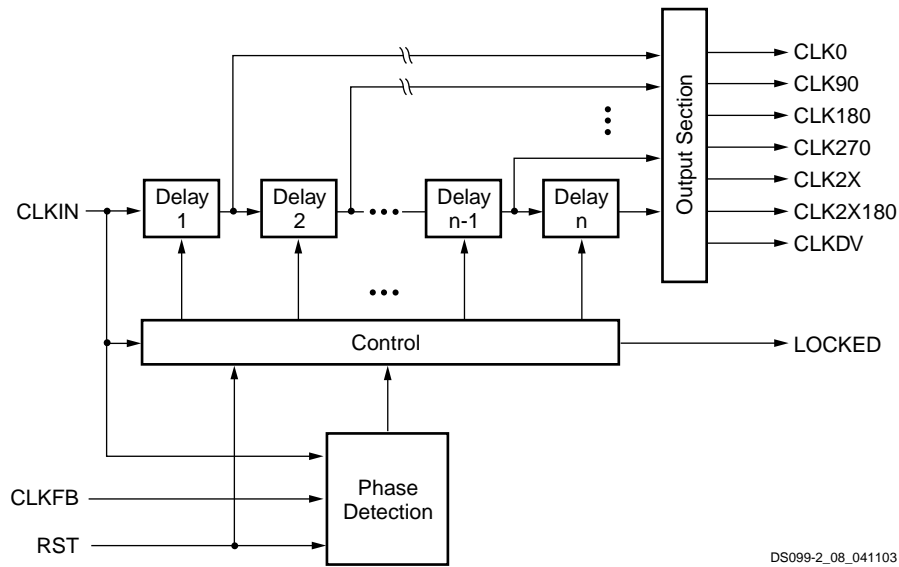 CLK0
CLK90
CLK180
CLK270
CLK2X
CLK2X180
CLKDV
Output Section
CLKIN
Delay
1
Delay
2
Delay
n-1
Delay
n
Control
LOCKED
Phase
Detection
CLKFB
RST
DS099-2_08_041103